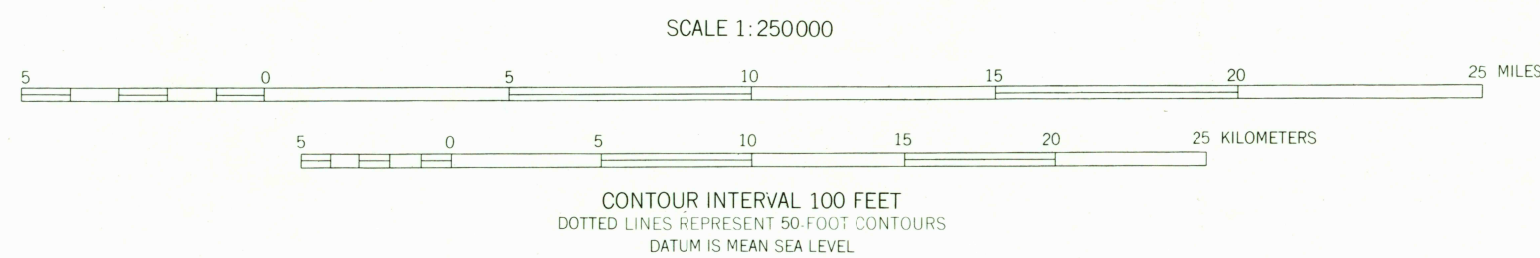 SCALE 1:250000
5 0 5 10 15 20 25 MILES
5 0 5 10 15 20 25 KILOMETERS
CONTOUR INTERVAL 100 FEET
DOTTED LINES REPRESENT 50-FOOT CONTOURS
DATUM IS MEAN SEA LEVEL